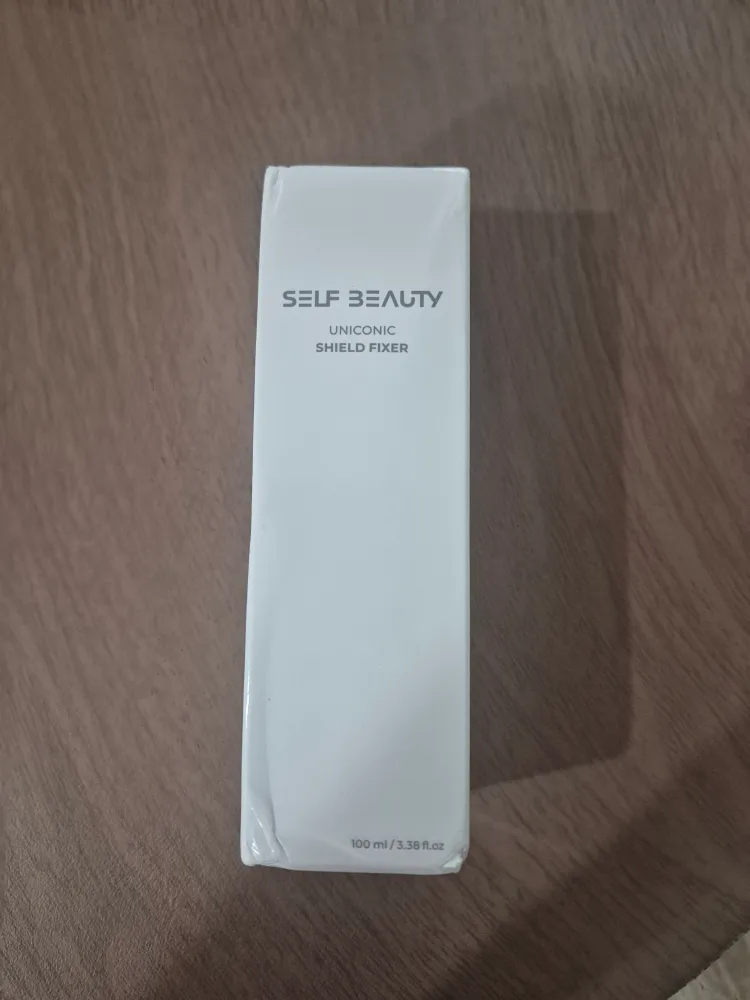 SELF BEAUTY
UNICONIC
SHIELD FIXER
100 ml / 3.38 fl.oz